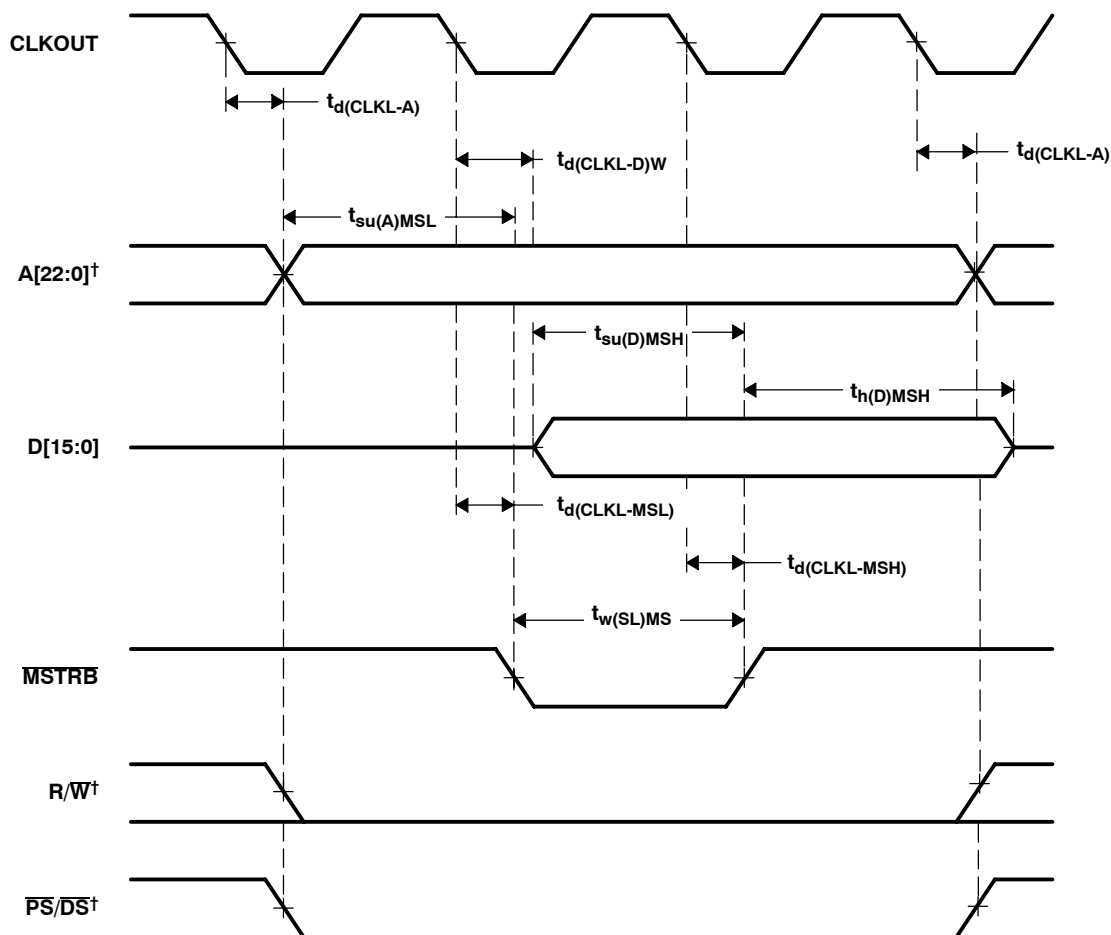 CLKOUT
td(CLKL-A)
td(CLKL-D)W
td(CLKL-A)
tsu(A)MSL
A[22:0]†
tsu(D)MSH
th(D)MSH
D[15:0]
td(CLKL-MSL)
td(CLKL-MSH)
tw(SL)MS
MSTRB
R/W†
PS/DS†